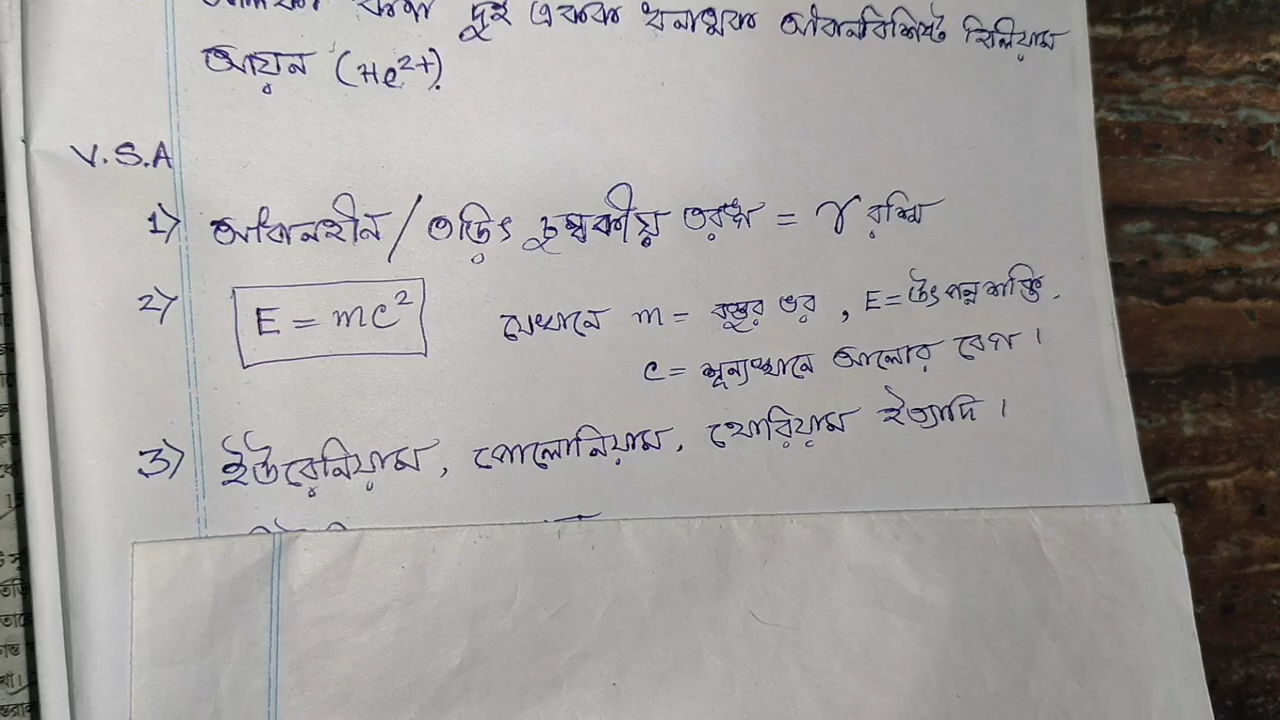 কণা দুই একক ধনাত্মক আধানবিশিষ্ট হিলিয়াম
আয়ন (He²⁺).
V.S.A
1) আধানহীন / তড়িৎ চুম্বকীয় তরঙ্গ = γ রশ্মি
2) E = mc² যেখানে m = বস্তুর ভর, E = উৎপন্ন শক্তি.
c = শূন্যস্থানে আলোর বেগ।
3) ইউরেনিয়াম, পোলোনিয়াম, থোরিয়াম ইত্যাদি।